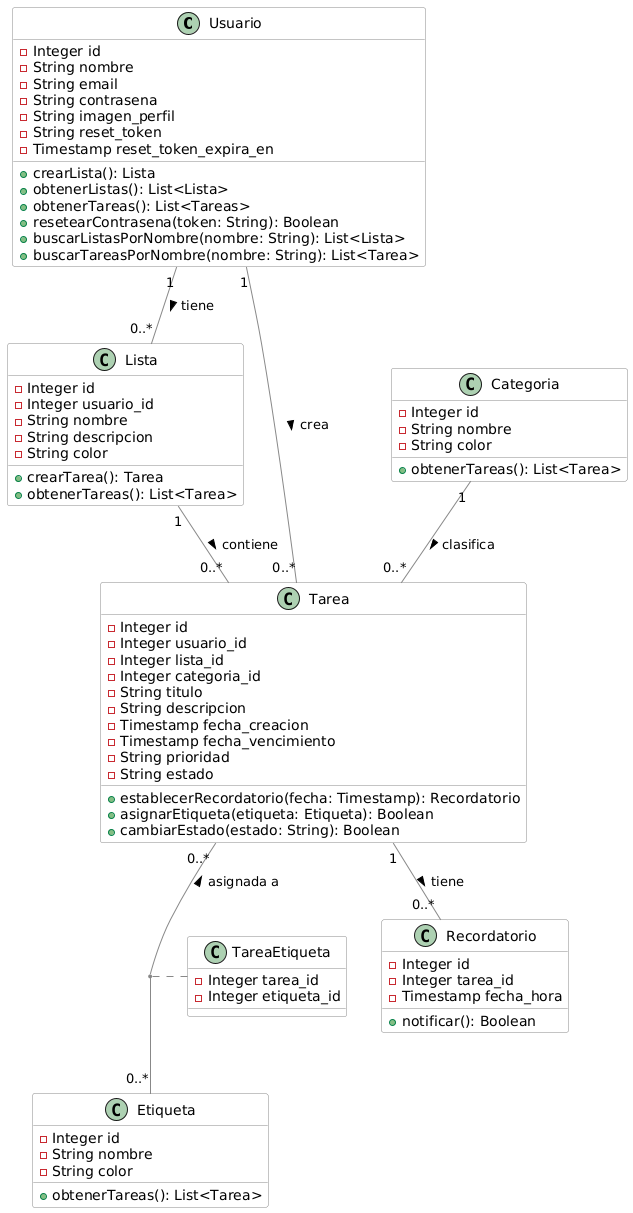 C Usuario
Integer id
String nombre
String email
String contrasena
String imagen_perfil
String reset_token
Timestamp reset_token_expira_en
crearLista(): Lista
obtenerListas(): List<Lista>
obtenerTareas(): List<Tareas>
resetearContrasena(token: String): Boolean
buscarListasPorNombre(nombre: String): List<Lista>
buscarTareasPorNombre(nombre: String): List<Tarea>
1
1
tiene
0..*
C Lista
Integer id
Integer usuario_id
String nombre
String descripcion
String color
crearTarea(): Tarea
obtenerTareas(): List<Tarea>
crea
C Categoria
Integer id
String nombre
String color
obtenerTareas(): List<Tarea>
1
1
contiene
clasifica
0..*
0..*
0..*
C Tarea
Integer id
Integer usuario_id
Integer lista_id
Integer categoria_id
String titulo
String descripcion
Timestamp fecha_creacion
Timestamp fecha_vencimiento
String prioridad
String estado
establecerRecordatorio(fecha: Timestamp): Recordatorio
asignarEtiqueta(etiqueta: Etiqueta): Boolean
cambiarEstado(estado: String): Boolean
0..*
1
asignada a
tiene
0..*
C TareaEtiqueta
Integer tarea_id
Integer etiqueta_id
C Recordatorio
Integer id
Integer tarea_id
Timestamp fecha_hora
notificar(): Boolean
0..*
C Etiqueta
Integer id
String nombre
String color
obtenerTareas(): List<Tarea>